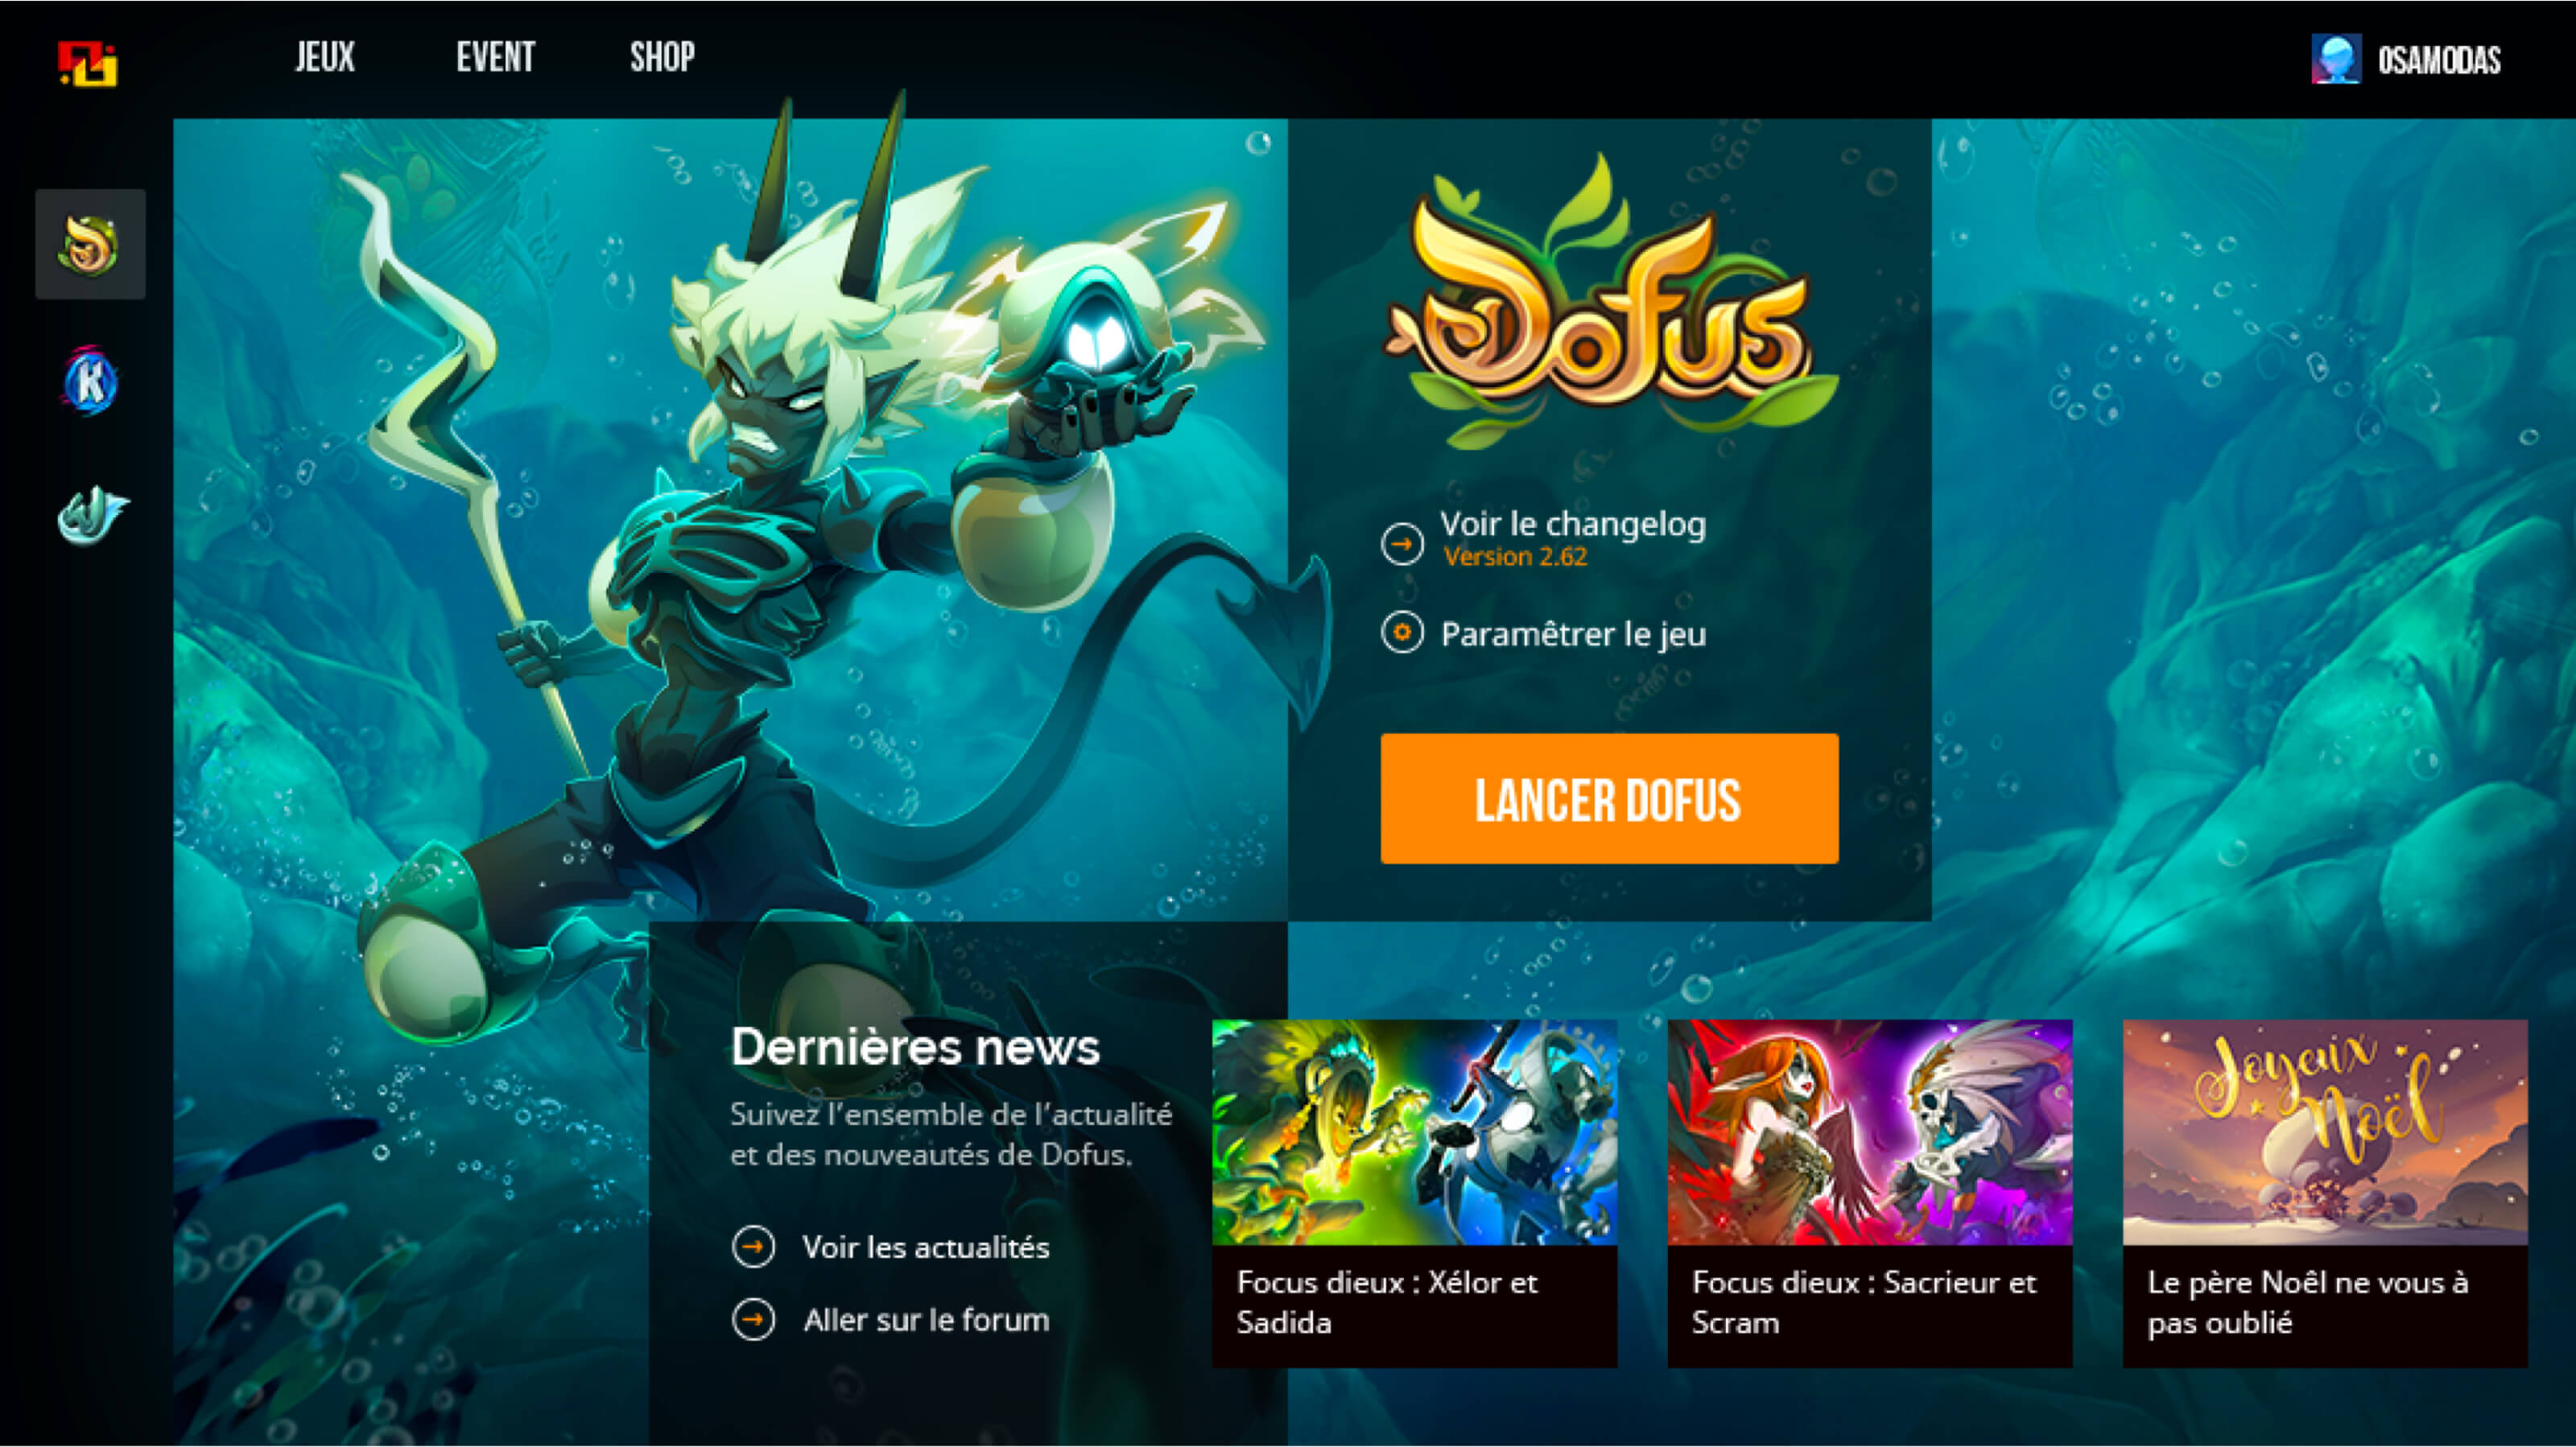 JEUX
EVENT
SHOP
OSAMODAS
K
Dofus
Voir le changelog
Version 2.62
Paramêtrer le jeu
LANCER DOFUS
Dernières news
Suivez l'ensemble de l'actualité
et des nouveautés de Dofus.
Voir les actualités
Aller sur le forum
Focus dieux : Xélor et
Sadida
Focus dieux : Sacrieur et
Scram
Joyeux
Noël
Le père Noêl ne vous à
pas oublié